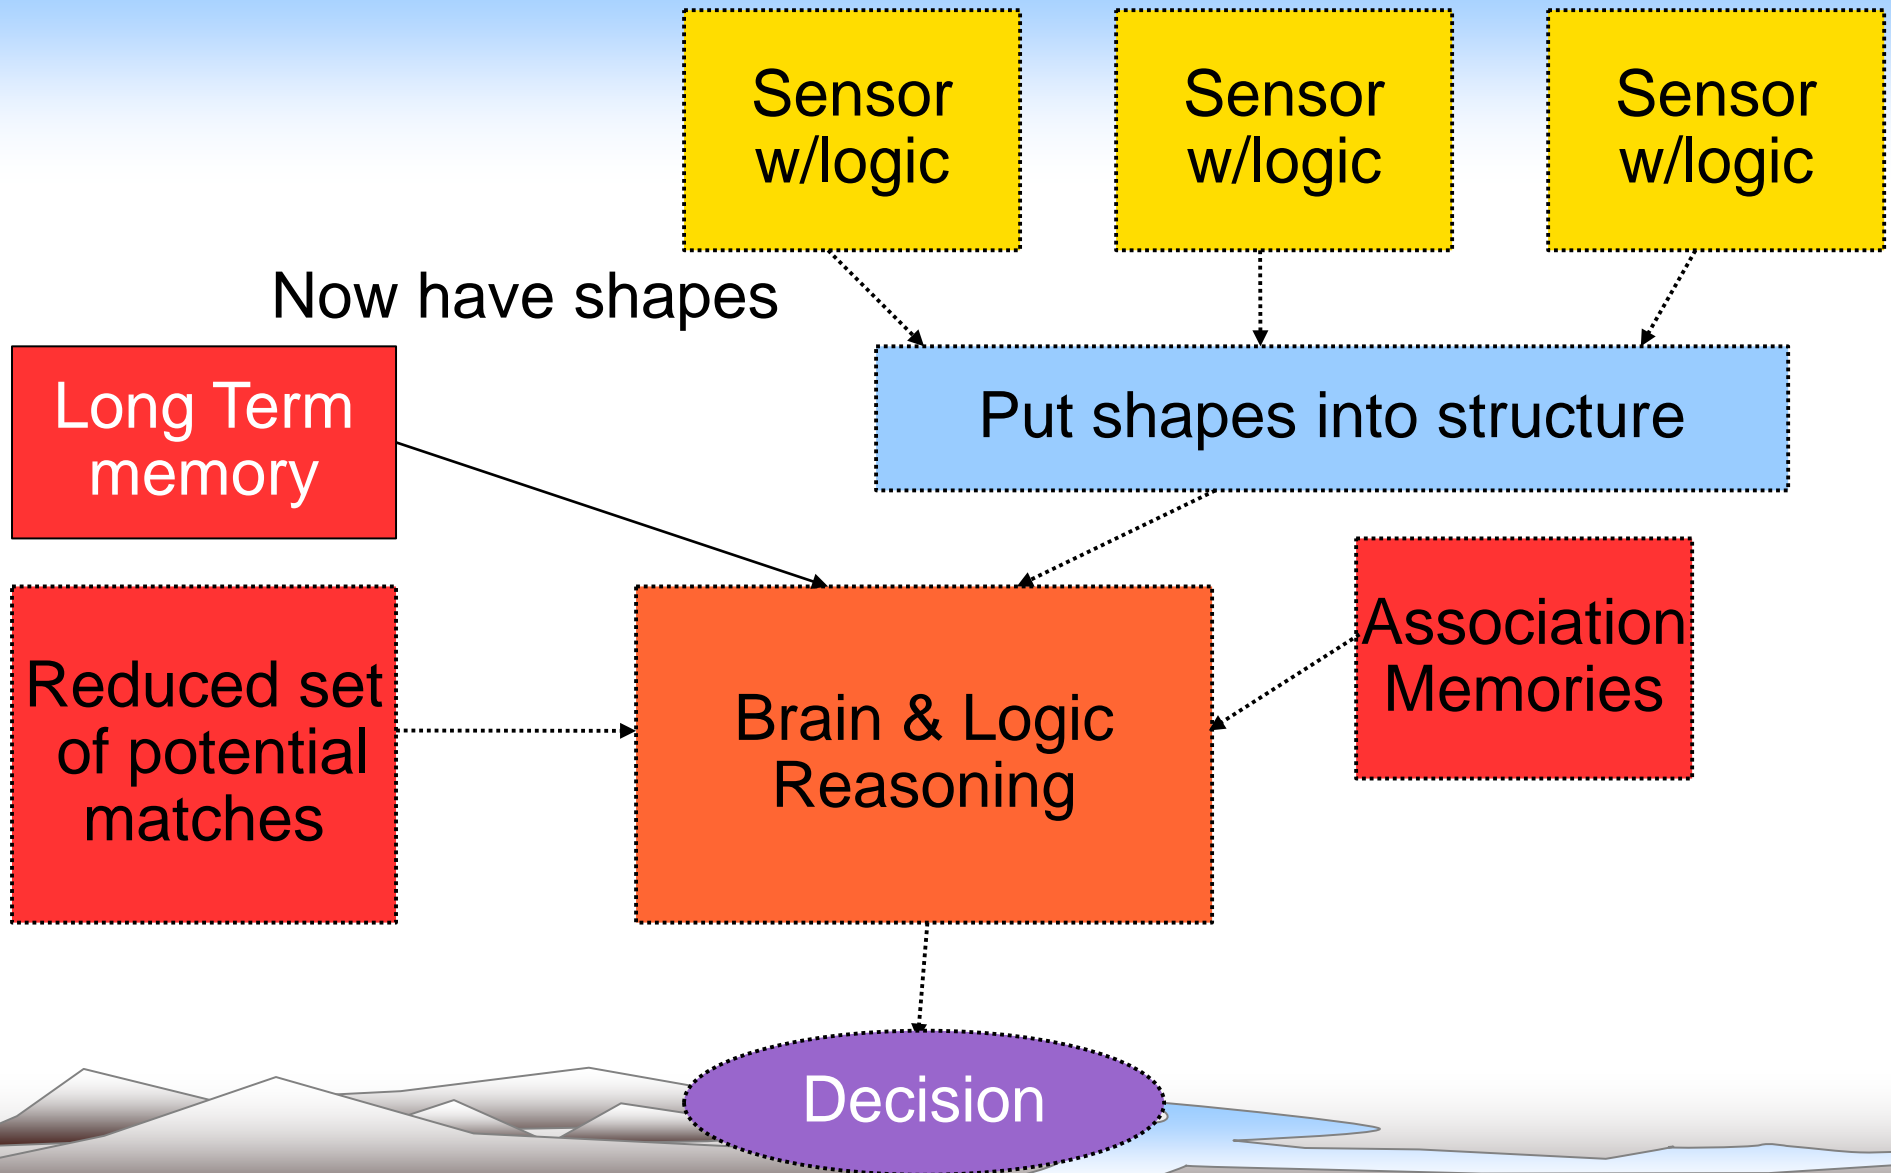 Sensor
w/logic
Sensor
w/logic
Sensor
w/logic
Now have shapes
Long Term
memory
Put shapes into structure
Reduced set
of potential
matches
Brain & Logic
Reasoning
Association
Memories
Decision